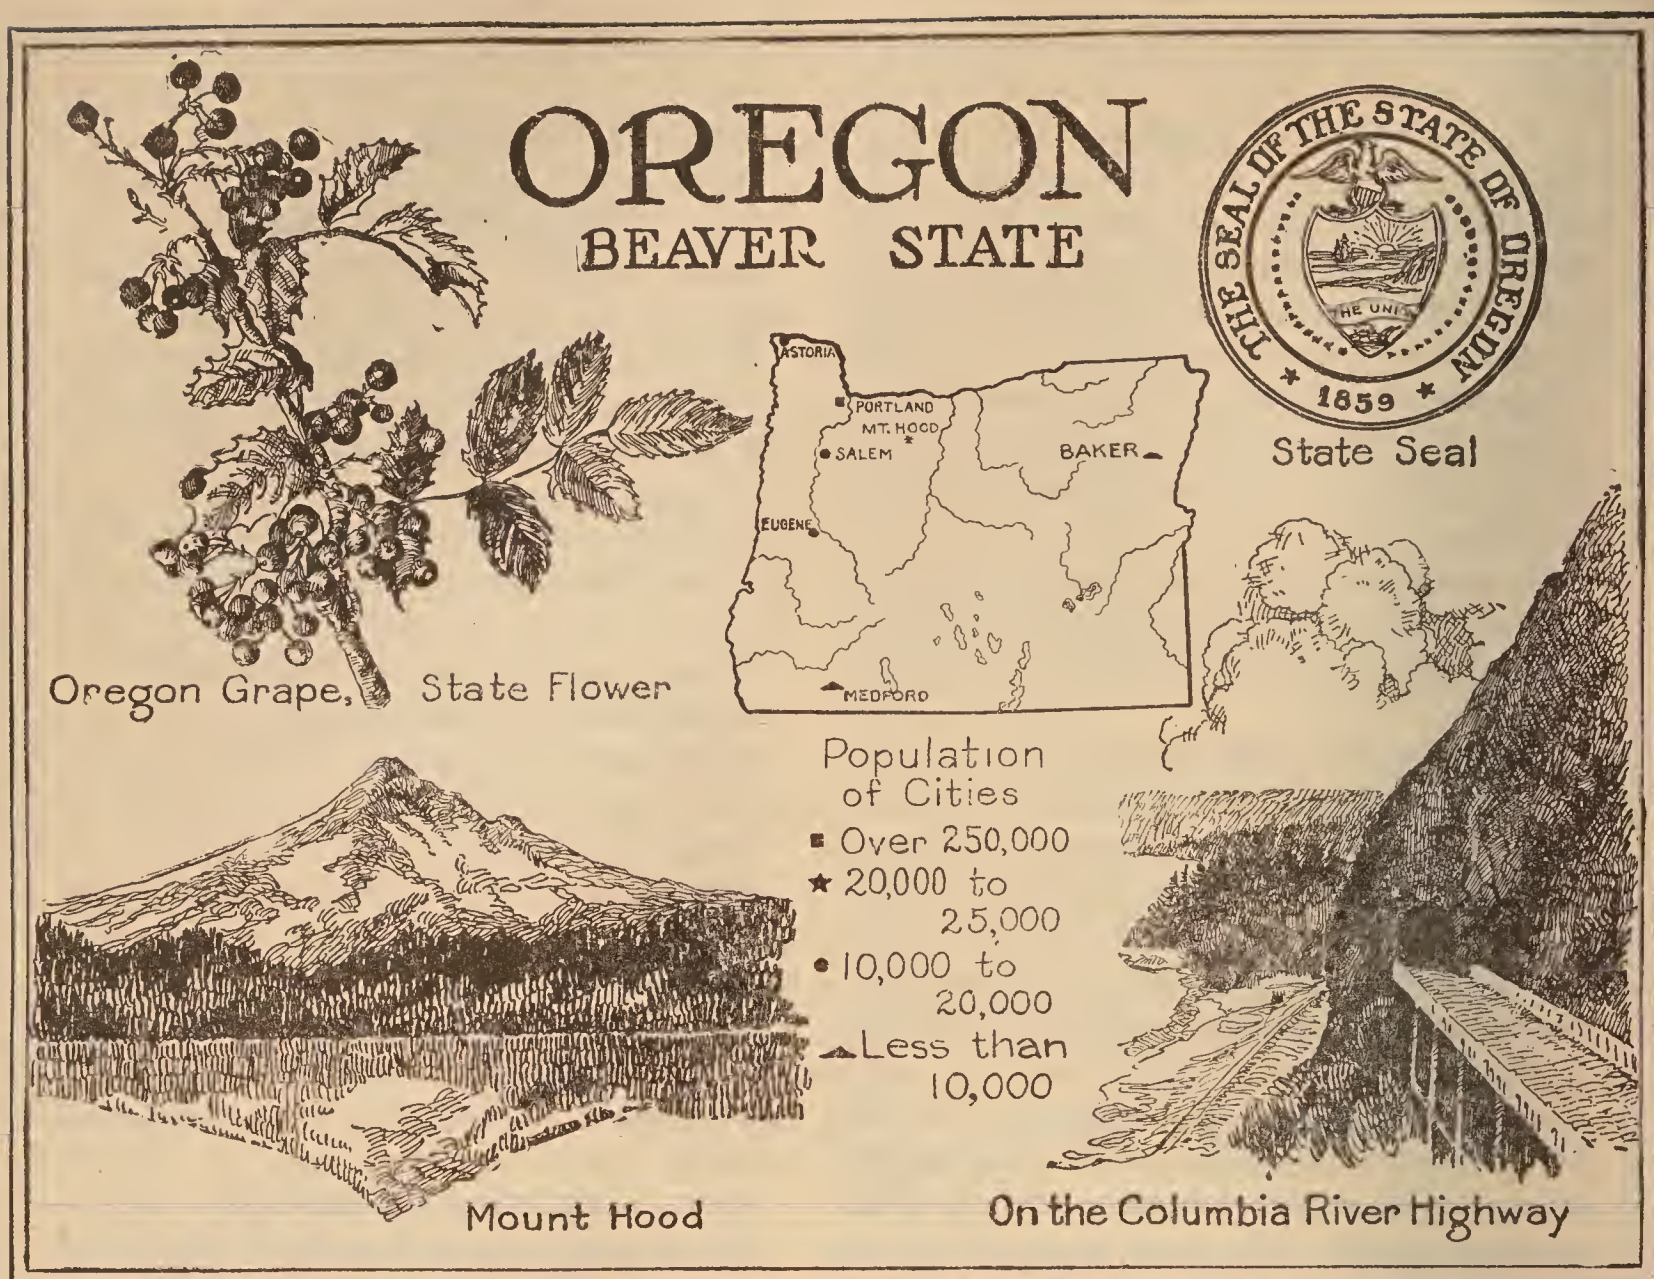 OREGON
BEAVER STATE
THE SEAL OF THE STATE OF OREGON
HE UNI
★ 1859 ★
State Seal
ASTORIA
PORTLAND
MT. HOOD
SALEM
BAKER
EUGENE
MEDFORD
Oregon Grape, State Flower
Population
of Cities
Over 250,000
20,000 to
25,000
10,000 to
20,000
Less than
10,000
Mount Hood
On the Columbia River Highway